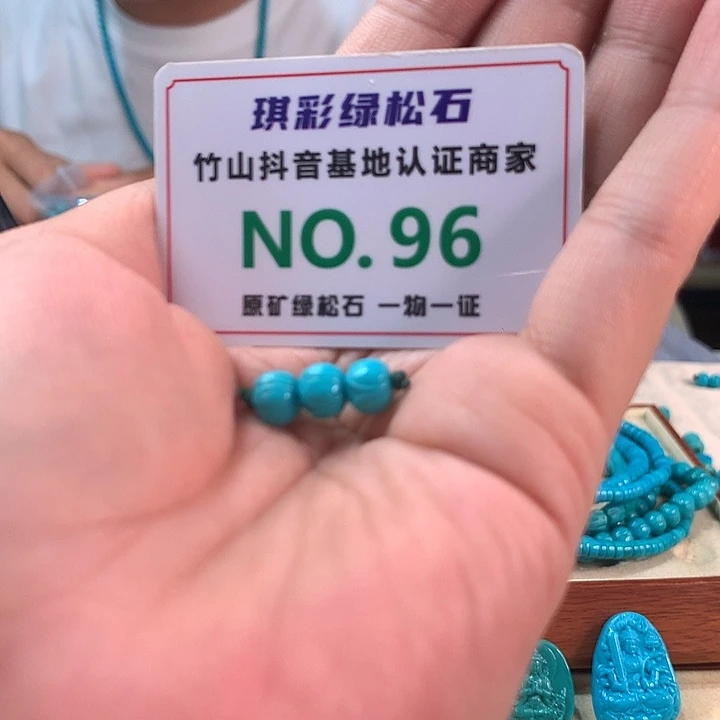 琪彩绿松石
竹山抖音基地认证商家
NO.96
原矿绿松石 一物一证